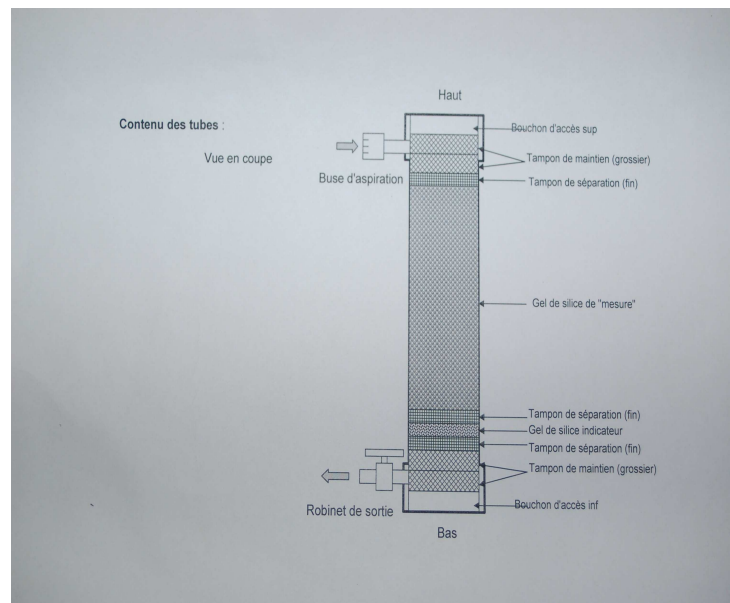 Haut
Contenu des tubes :
Bouchon d'accès sup
Vue en coupe
Tampon de maintien (grossier)
Buse d'aspiration
Tampon de séparation (fin)
Gel de silice de "mesure"
Tampon de séparation (fin)
Gel de silice indicateur
Tampon de séparation (fin)
Tampon de maintien (grossier)
Robinet de sortie
Bouchon d'accès inf
Bas